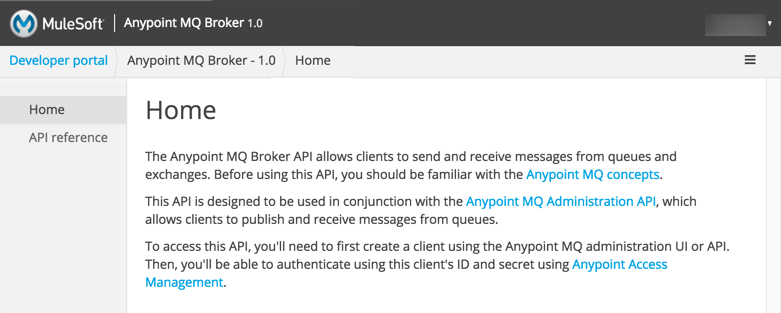 MuleSoft | Anypoint MQ Broker 1.0
Developer portal Anypoint MQ Broker - 1.0 Home
Home
API reference
Home
The Anypoint MQ Broker API allows clients to send and receive messages from queues and
exchanges. Before using this API, you should be familiar with the Anypoint MQ concepts.
This API is designed to be used in conjunction with the Anypoint MQ Administration API, which
allows clients to publish and receive messages from queues.
To access this API, you'll need to first create a client using the Anypoint MQ administration UI or API.
Then, you'll be able to authenticate using this client's ID and secret using Anypoint Access
Management.